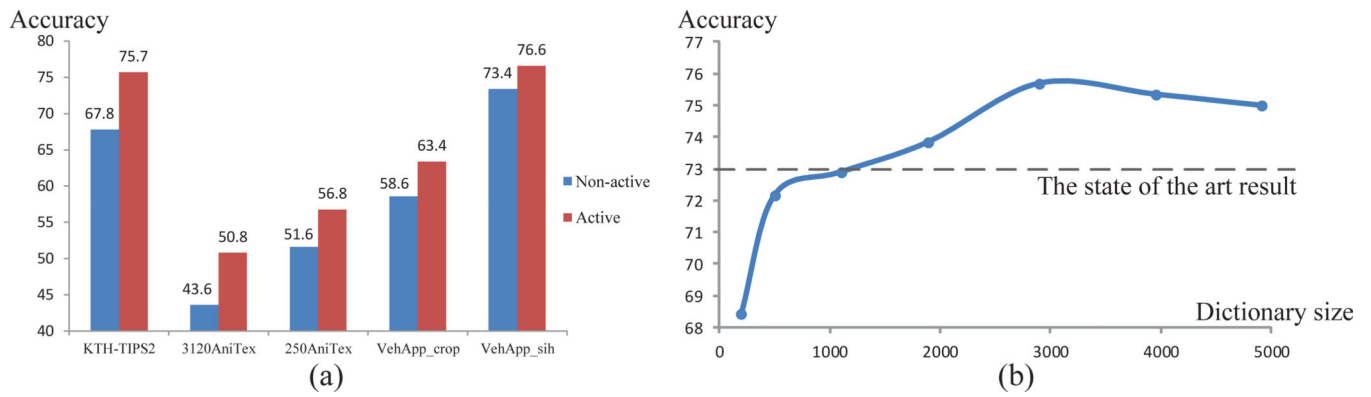 Accuracy
80
75
70
65
60
55
50
45
40
67.8
75.7
43.6
50.8
51.6
56.8
58.6
63.4
73.4
76.6
Non-active
Active
KTH-TIPS2 3120AniTex 250AniTex VehApp_crop VehApp_sih
(a)
Accuracy
77
76
75
74
73
72
71
70
69
68
The state of the art result
Dictionary size
0 1000 2000 3000 4000 5000
(b)